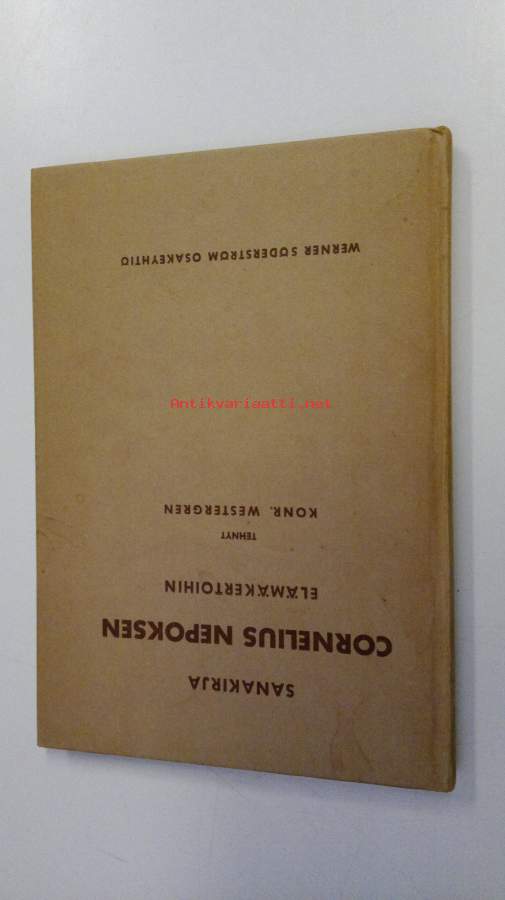 SANAKIRJA
CORNELIUS NEPOKSEN
ELÄMÄKERTOIHIN
TEHNYT
KONR. WESTERGREN
WERNER SÖDERSTRÖM OSAKEYHTIÖ
Antikvariaatti.net